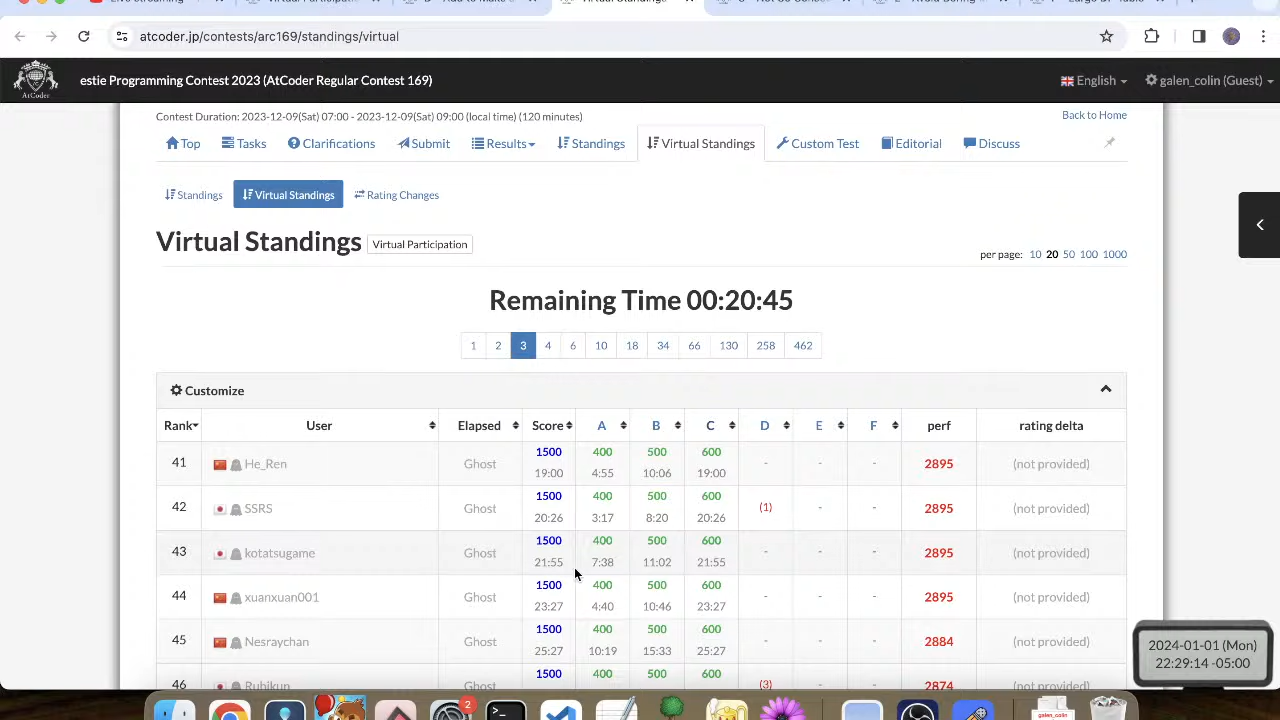 atcoder.jp/contests/arc169/standings/virtual
AtCoder
estie Programming Contest 2023 (AtCoder Regular Contest 169)
English
galen_colin (Guest)
Contest Duration: 2023-12-09(Sat) 07:00 - 2023-12-09(Sat) 09:00 (local time) (120 minutes)
Back to Home
Top Tasks Clarifications Submit Results Standings Virtual Standings Custom Test Editorial Discuss
Standings Virtual Standings Rating Changes
Virtual Standings Virtual Participation
per page: 10 20 50 100 1000
Remaining Time 00:20:45
1 2 3 4 6 10 18 34 66 130 258 462
Customize
Rank User Elapsed Score A B C D E F perf rating delta
41 He_Ren Ghost 1500 400 500 600 - - - 2895 (not provided)
19:00 4:55 10:06 19:00
42 SSRS Ghost 1500 400 500 600 (1) - - 2895 (not provided)
20:26 3:17 8:20 20:26
43 kotatsugame Ghost 1500 400 500 600 - - - 2895 (not provided)
21:55 7:38 11:02 21:55
44 xuanxuan001 Ghost 1500 400 500 600 - - - 2895 (not provided)
23:27 4:40 10:46 23:27
45 Nesraychan Ghost 1500 400 500 600 - - - 2884 (not provided)
25:27 10:19 15:33 25:27
46 Rubikun Ghost 1500 400 500 600 (3) - - 2874 (not provided)
2024-01-01 (Mon)
22:29:14 -05:00
2
galen_colin